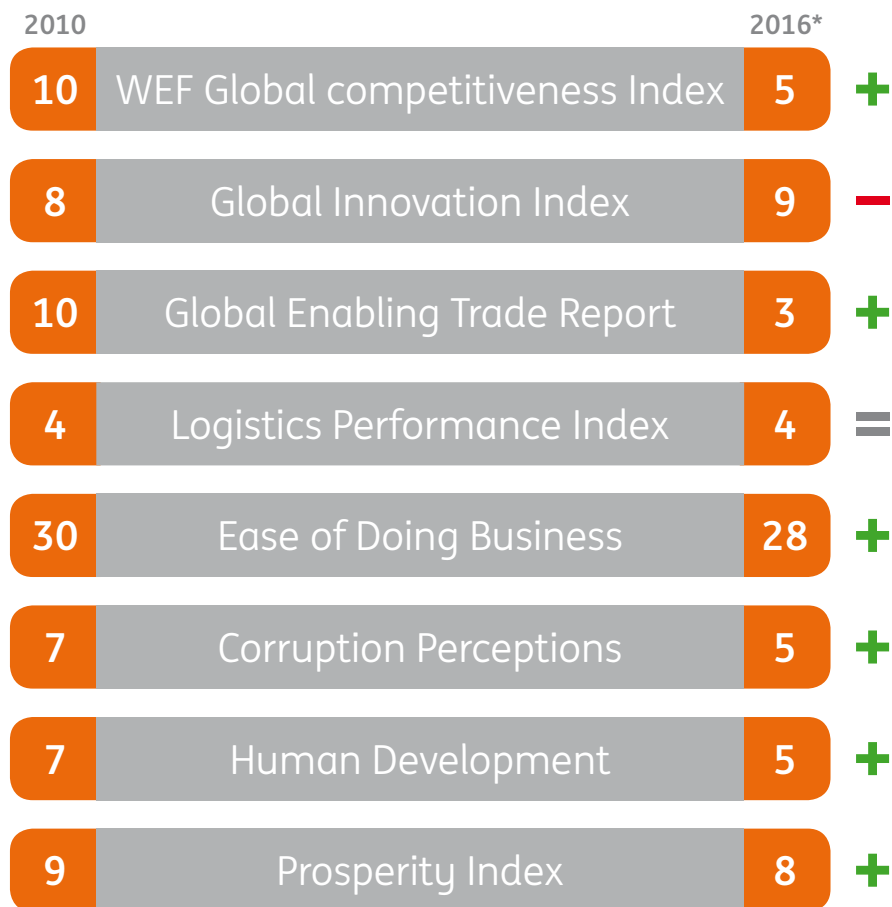 2010 2016*
10 WEF Global competitiveness Index 5 +
8 Global Innovation Index 9 −
10 Global Enabling Trade Report 3 +
4 Logistics Performance Index 4 =
30 Ease of Doing Business 28 +
7 Corruption Perceptions 5 +
7 Human Development 5 +
9 Prosperity Index 8 +